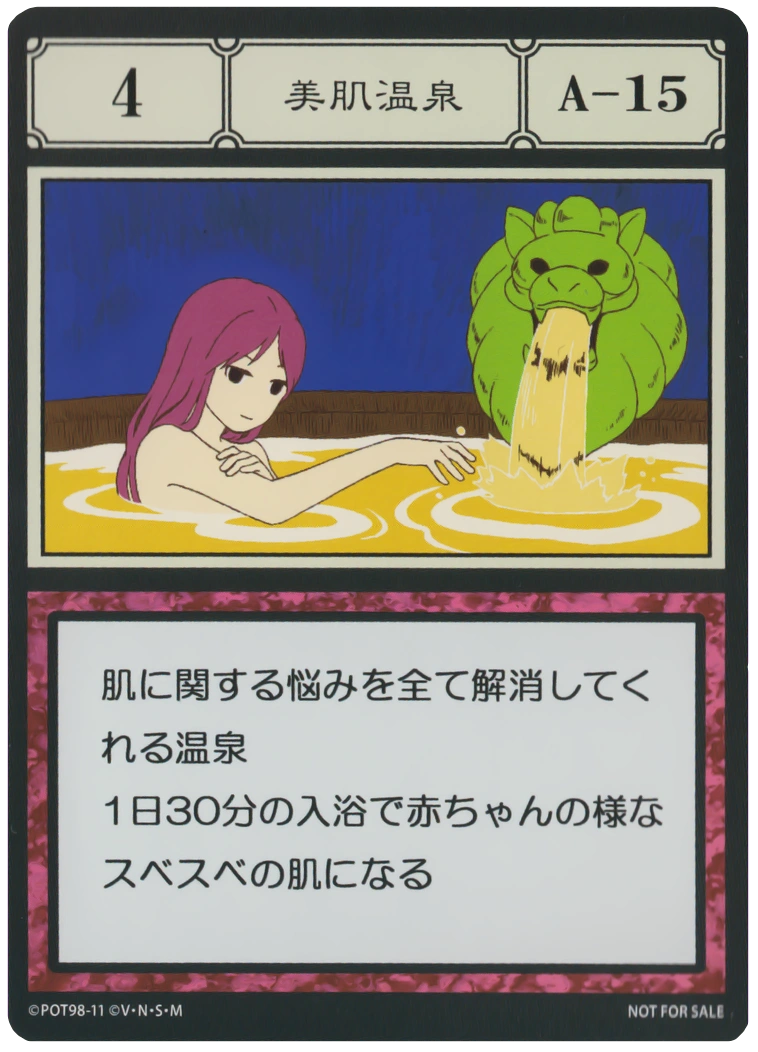 4
美肌温泉
A-15
肌に関する悩みを全て解消してく
れる温泉
1日30分の入浴で赤ちゃんの様な
スベスベの肌になる
©POT98-11 ©V・N・S・M
NOT FOR SALE